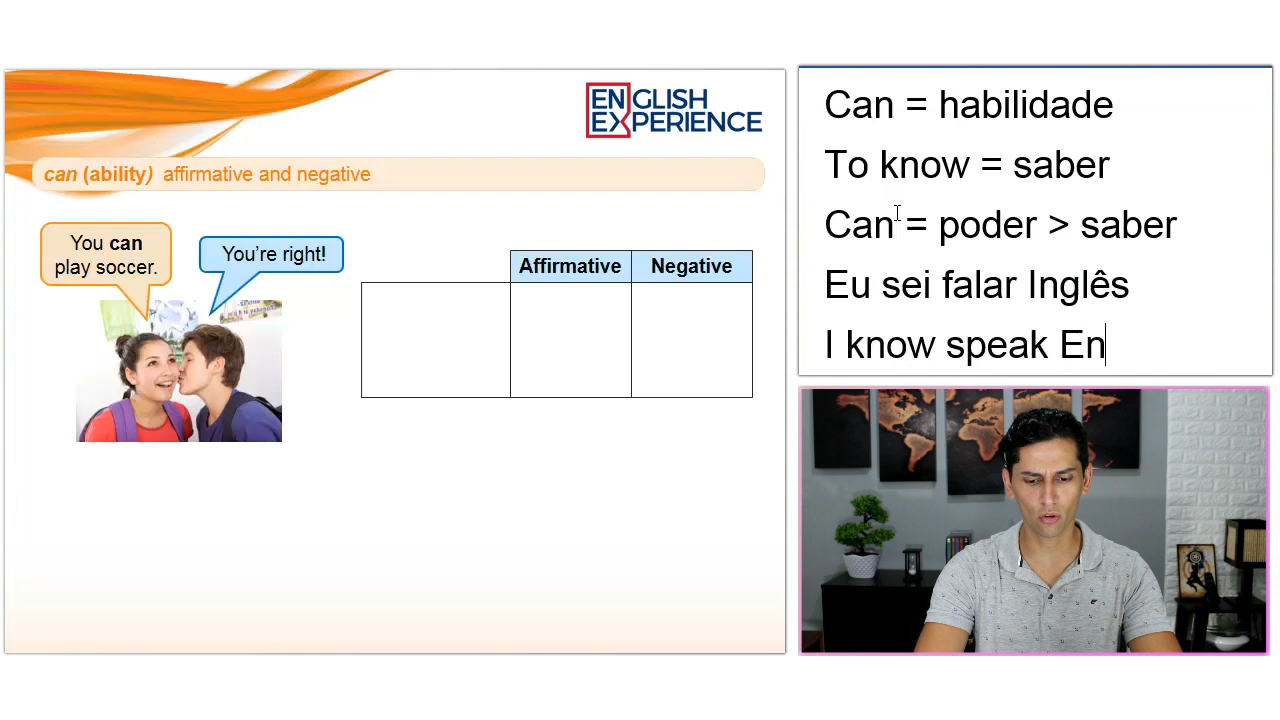 ENGLISH
EXPERIENCE
can (ability) affirmative and negative
You can
play soccer.
You're right!
Affirmative Negative
Can = habilidade
To know = saber
Can = poder > saber
Eu sei falar Inglês
I know speak En